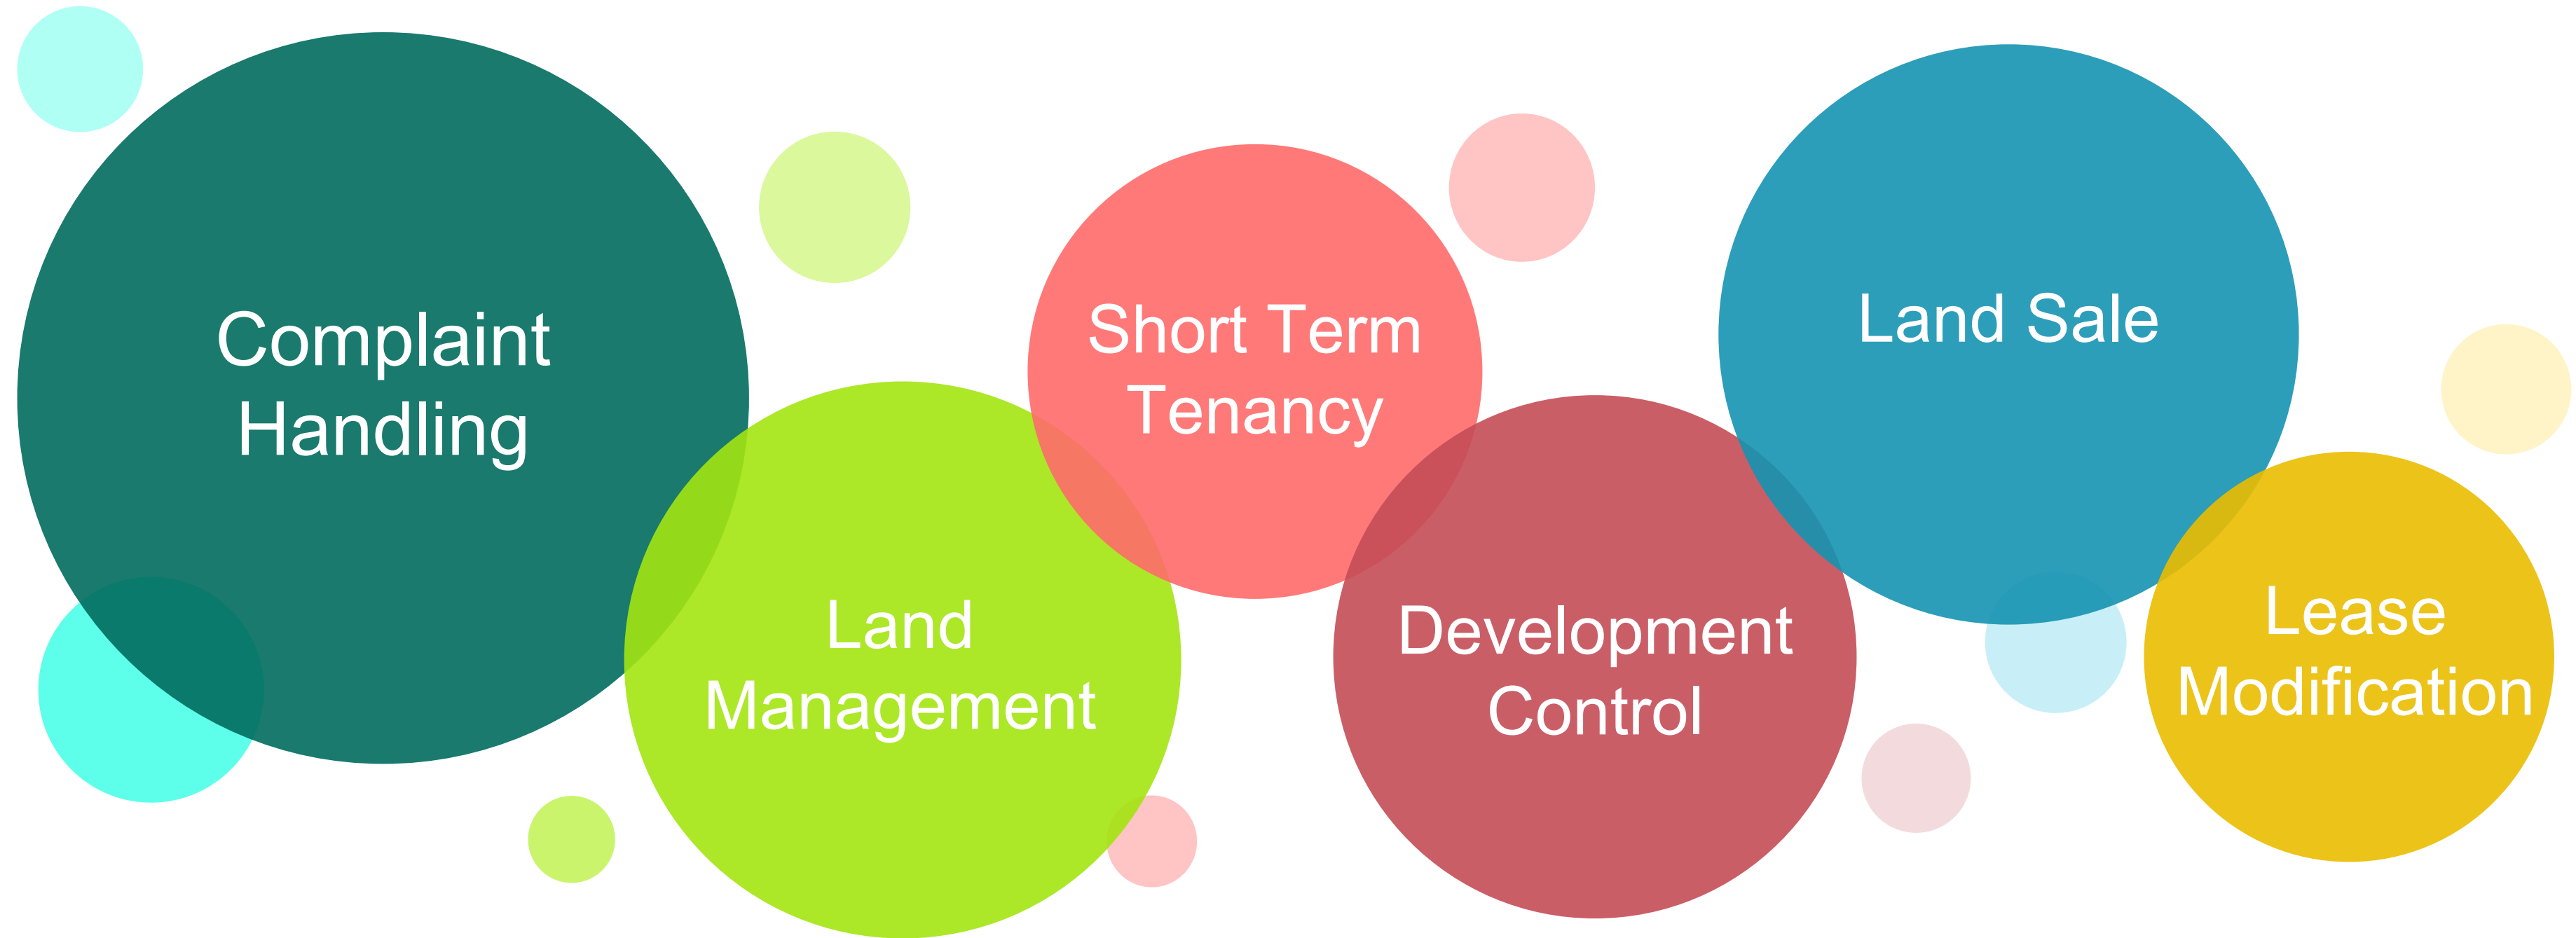 Complaint
Handling
Land
Management
Short Term
Tenancy
Development
Control
Land Sale
Lease
Modification